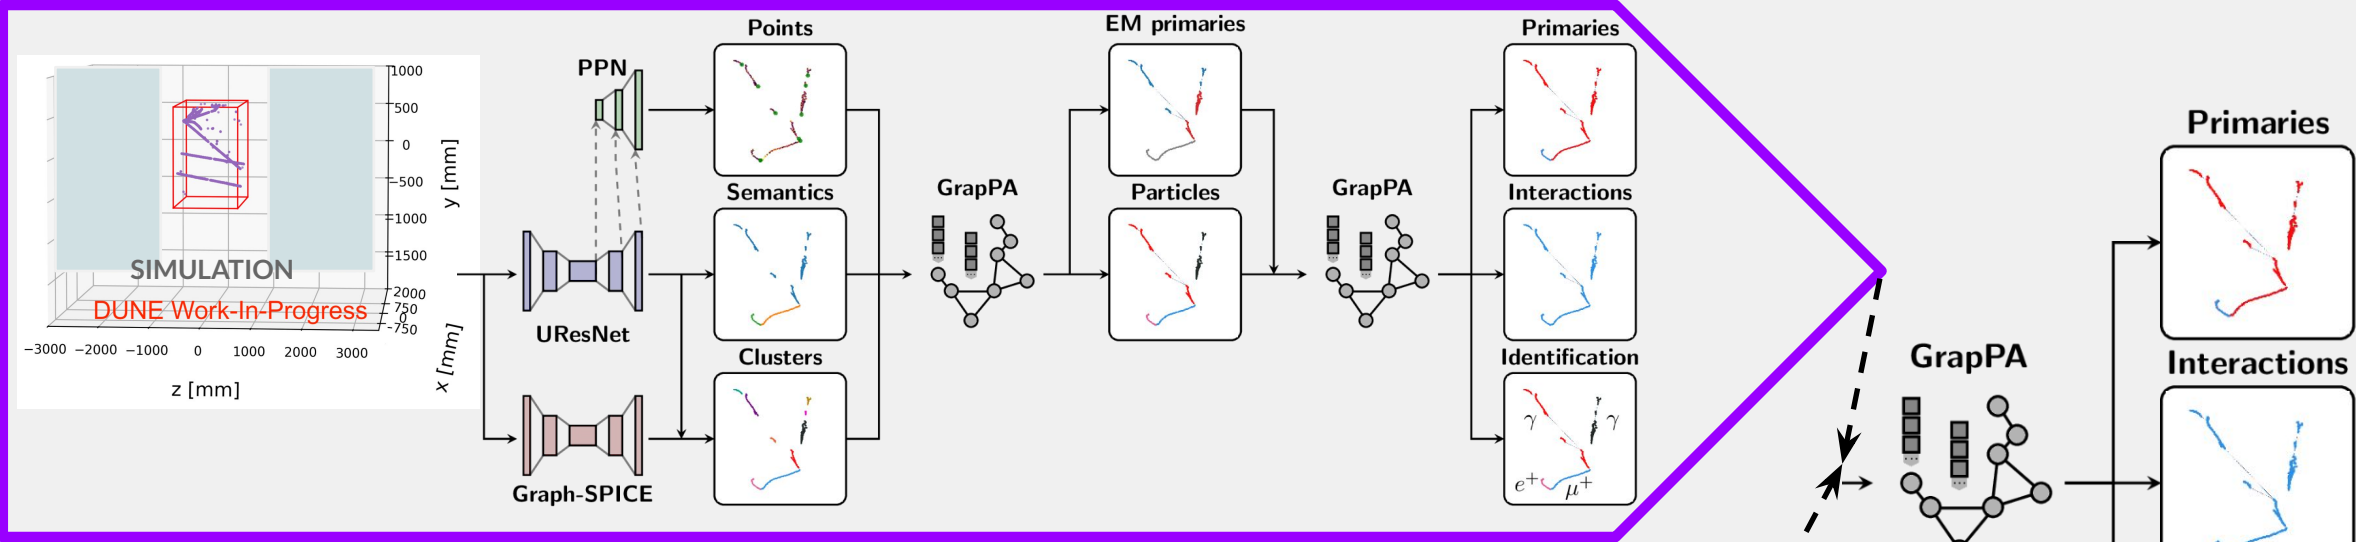 1000
500
0
−500
−1000
−1500
2000
750
0
−750
y [mm]
x [mm]
SIMULATION
DUNE Work-In-Progress
−3000 −2000 −1000 0 1000 2000 3000
z [mm]
PPN
UResNet
Graph-SPICE
Points
Semantics
Clusters
GrapPA
EM primaries
Particles
GrapPA
Primaries
Interactions
Identification
γ γ
e+ μ+
GrapPA
Primaries
Interactions